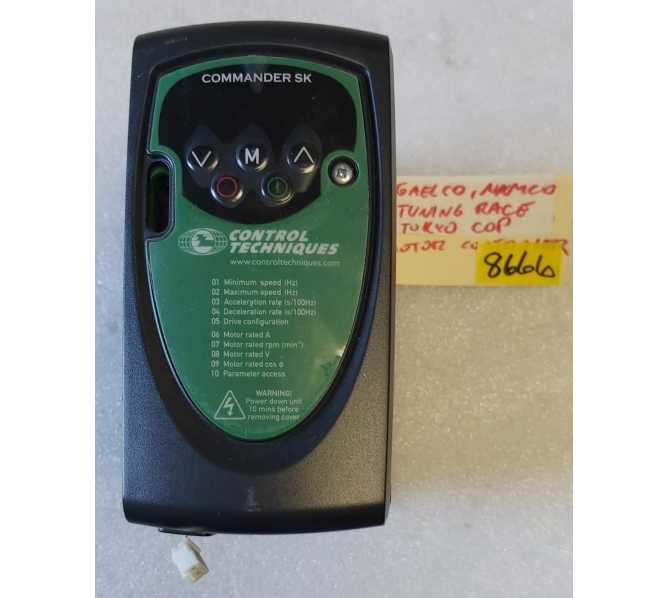 COMMANDER SK
M
CONTROL
TECHNIQUES
www.controltechniques.com
01 Minimum speed (Hz)
02 Maximum speed (Hz)
03 Acceleration rate (s/100Hz)
04 Deceleration rate (s/100Hz)
05 Drive configuration
06 Motor rated A
07 Motor rated rpm (min⁻¹)
08 Motor rated V
09 Motor rated cos ϕ
10 Parameter access
WARNING!
Power down unit
10 mins before
removing cover
GAELCO, NAMCO
TUNING RACE
TOKYO COP
MOTOR CONTROLLER
8666